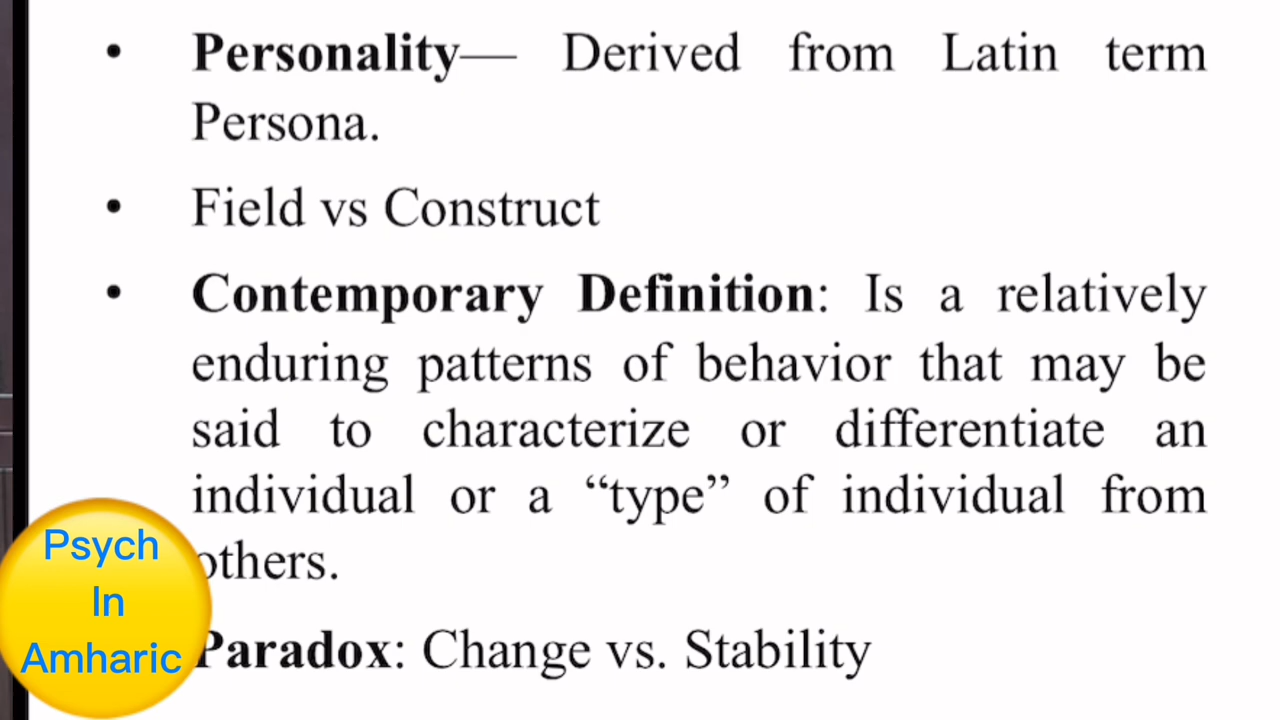 • Personality— Derived from Latin term
Persona.
• Field vs Construct
• Contemporary Definition: Is a relatively
enduring patterns of behavior that may be
said to characterize or differentiate an
individual or a “type” of individual from
others.
Paradox: Change vs. Stability
Psych
In
Amharic